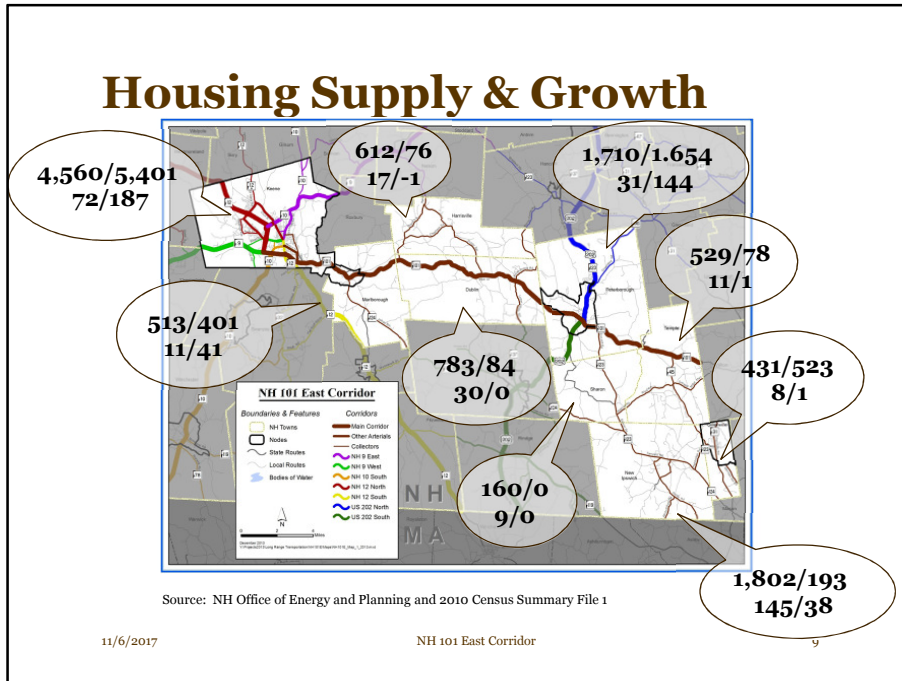 Housing Supply & Growth
4,560/5,401
72/187
612/76
17/-1
1,710/1.654
31/144
529/78
11/1
513/401
11/41
783/84
30/0
431/523
8/1
160/0
9/0
1,802/193
145/38
Keene
Harrisville
Marlborough
Dublin
Peterborough
Temple
Sharon
New
Ipswich
NH
MA
NH 101 East Corridor
Boundaries & Features
NH Towns
Nodes
State Routes
Local Routes
Bodies of Water
Corridors
Main Corridor
Other Arterials
Collectors
NH 9 East
NH 9 West
NH 10 South
NH 12 North
NH 12 South
US 202 North
US 202 South
N
Miles
December 2010
Source: NH Office of Energy and Planning and 2010 Census Summary File 1
11/6/2017
NH 101 East Corridor
9